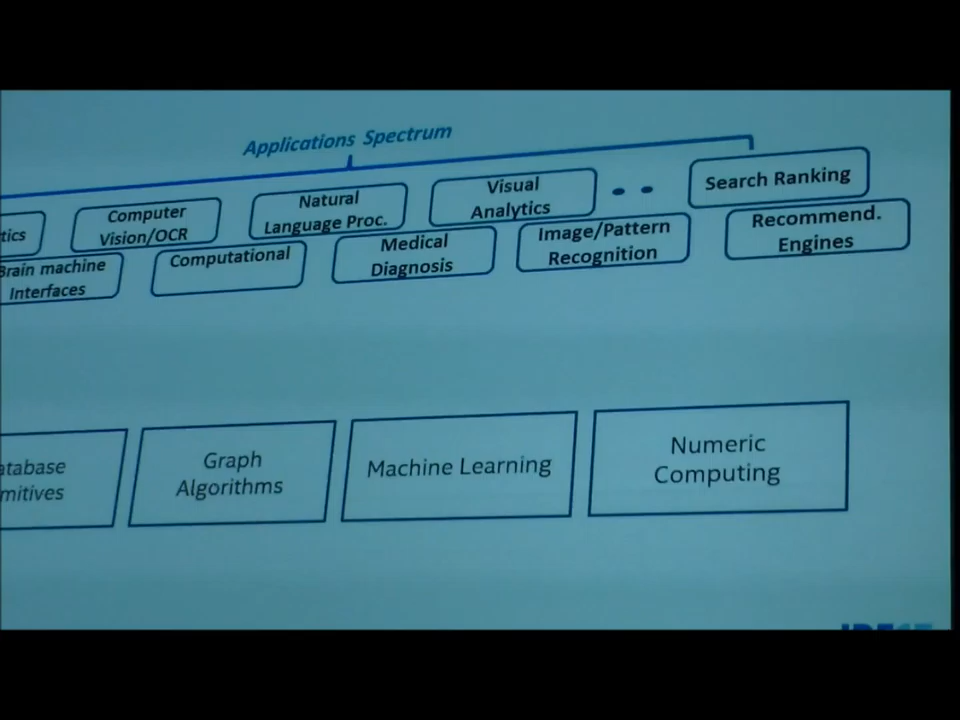 Applications Spectrum
tics
Computer
Vision/OCR
Natural
Language Proc.
Visual
Analytics
Search Ranking
Brain machine
Interfaces
Computational
Medical
Diagnosis
Image/Pattern
Recognition
Recommend.
Engines
atabase
mitives
Graph
Algorithms
Machine Learning
Numeric
Computing